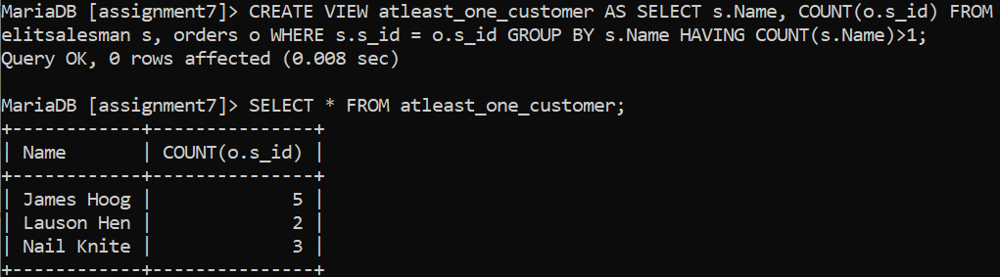 MariaDB [assignment7]> CREATE VIEW atleast_one_customer AS SELECT s.Name, COUNT(o.s_id) FROM
elitsalesman s, orders o WHERE s.s_id = o.s_id GROUP BY s.Name HAVING COUNT(s.Name)>1;
Query OK, 0 rows affected (0.008 sec)

MariaDB [assignment7]> SELECT * FROM atleast_one_customer;
+------------+---------------+
| Name       | COUNT(o.s_id) |
+------------+---------------+
| James Hoog |             5 |
| Lauson Hen |             2 |
| Nail Knite |             3 |
+------------+---------------+